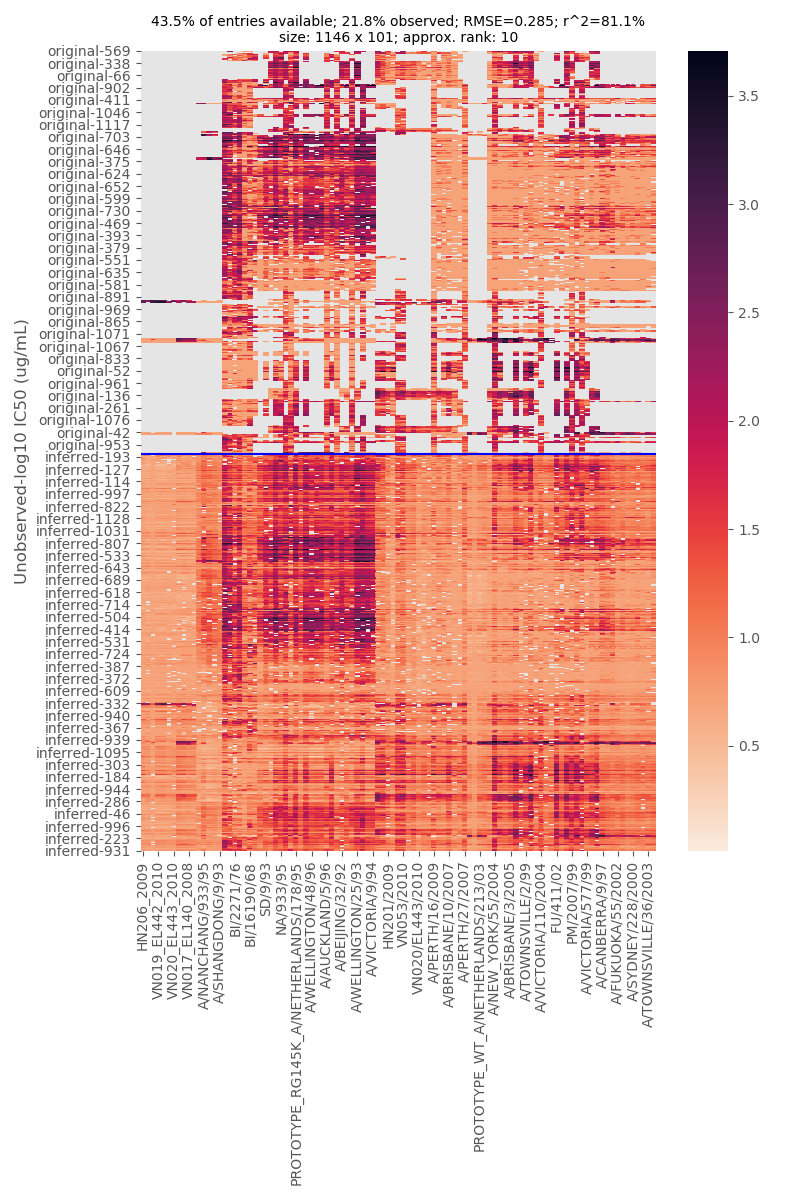 43.5% of entries available; 21.8% observed; RMSE=0.285; r^2=81.1%
size: 1146 x 101; approx. rank: 10
Unobserved-log10 IC50 (ug/mL)
original-569
original-338
original-66
original-902
original-411
original-1046
original-1117
original-703
original-646
original-375
original-624
original-652
original-599
original-730
original-469
original-393
original-379
original-551
original-635
original-581
original-891
original-969
original-865
original-1071
original-1067
original-833
original-52
original-961
original-136
original-261
original-1076
original-42
original-953
inferred-193
inferred-127
inferred-114
inferred-997
inferred-822
inferred-1128
inferred-1031
inferred-807
inferred-533
inferred-643
inferred-689
inferred-618
inferred-714
inferred-504
inferred-414
inferred-531
inferred-724
inferred-387
inferred-372
inferred-609
inferred-332
inferred-940
inferred-367
inferred-939
inferred-1095
inferred-303
inferred-184
inferred-944
inferred-286
inferred-46
inferred-996
inferred-223
inferred-931
HN206_2009
VN019_EL442_2010
VN020_EL443_2010
VN017_EL140_2008
A/NANCHANG/933/95
A/SHANGDONG/9/93
BI/2271/76
BI/16190/68
SD/9/93
NA/933/95
PROTOTYPE_RG145K_A/NETHERLANDS/178/95
A/WELLINGTON/48/96
A/AUCKLAND/5/96
A/BEIJING/32/92
A/WELLINGTON/25/93
A/VICTORIA/9/94
HN201/2009
VN053/2010
VN020/EL443/2010
A/PERTH/16/2009
A/BRISBANE/10/2007
A/PERTH/27/2007
PROTOTYPE_WT_A/NETHERLANDS/213/03
A/NEW_YORK/55/2004
A/BRISBANE/3/2005
A/TOWNSVILLE/2/99
A/VICTORIA/110/2004
FU/411/02
PM/2007/99
A/VICTORIA/577/99
A/CANBERRA/9/97
A/FUKUOKA/55/2002
A/SYDNEY/228/2000
A/TOWNSVILLE/36/2003
3.5
3.0
2.5
2.0
1.5
1.0
0.5